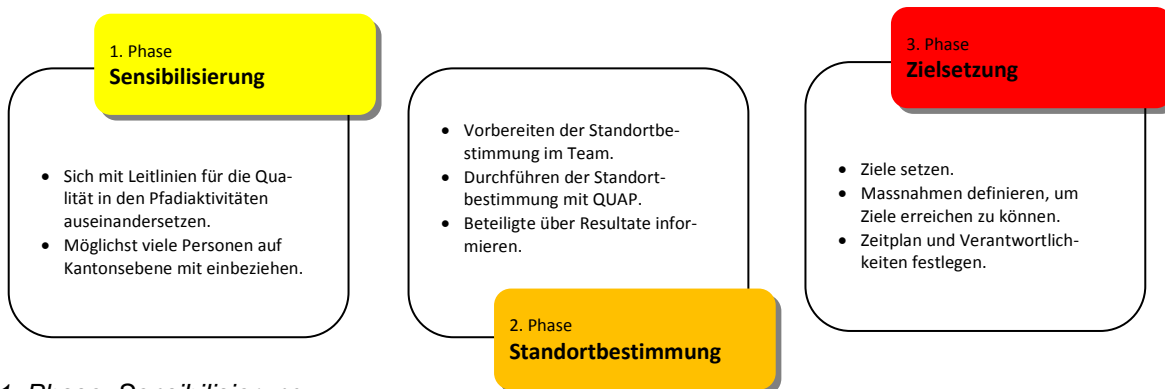 1. Phase
Sensibilisierung
• Sich mit Leitlinien für die Qua-
lität in den Pfadiaktivitäten
auseinandersetzen.
• Möglichst viele Personen auf
Kantonsebene mit einbeziehen.
• Vorbereiten der Standortbe-
stimmung im Team.
• Durchführen der Standort-
bestimmung mit QUAP.
• Beteiligte über Resultate infor-
mieren.
2. Phase
Standortbestimmung
3. Phase
Zielsetzung
• Ziele setzen.
• Massnahmen definieren, um
Ziele erreichen zu können.
• Zeitplan und Verantwortlich-
keiten festlegen.
1. Phase: Sensibilisierung